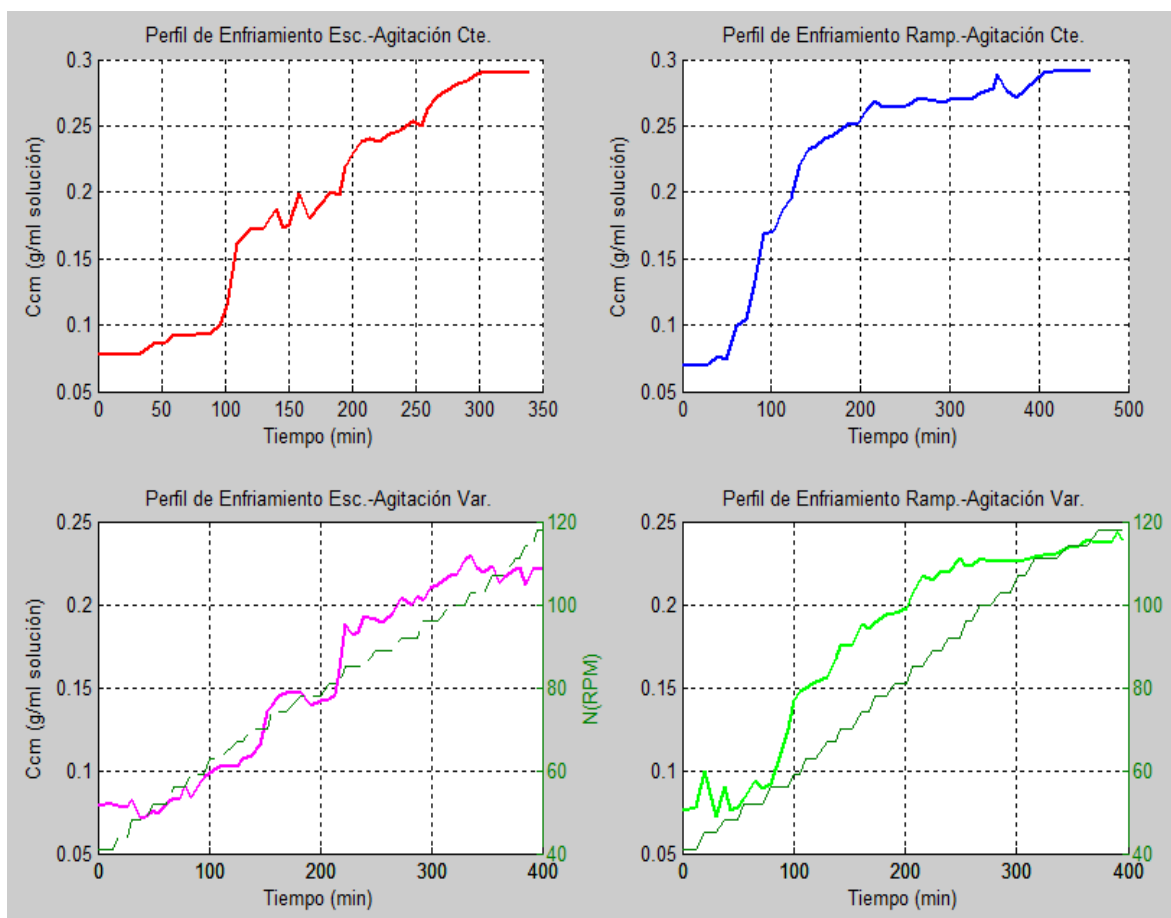 Perfil de Enfriamiento Esc.-Agitación Cte.
0.3
0.25
0.2
0.15
0.1
0.05
Ccm (g/ml solución)
0 50 100 150 200 250 300 350
Tiempo (min)
Perfil de Enfriamiento Ramp.-Agitación Cte.
0.3
0.25
0.2
0.15
0.1
0.05
Ccm (g/ml solución)
0 100 200 300 400 500
Tiempo (min)
Perfil de Enfriamiento Esc.-Agitación Var.
0.25
0.2
0.15
0.1
0.05
Ccm (g/ml solución)
0 100 200 300 400
Tiempo (min)
120
100
80
60
40
N(RPM)
Perfil de Enfriamiento Ramp.-Agitación Var.
0.25
0.2
0.15
0.1
0.05
0 100 200 300 400
Tiempo (min)
120
100
80
60
40